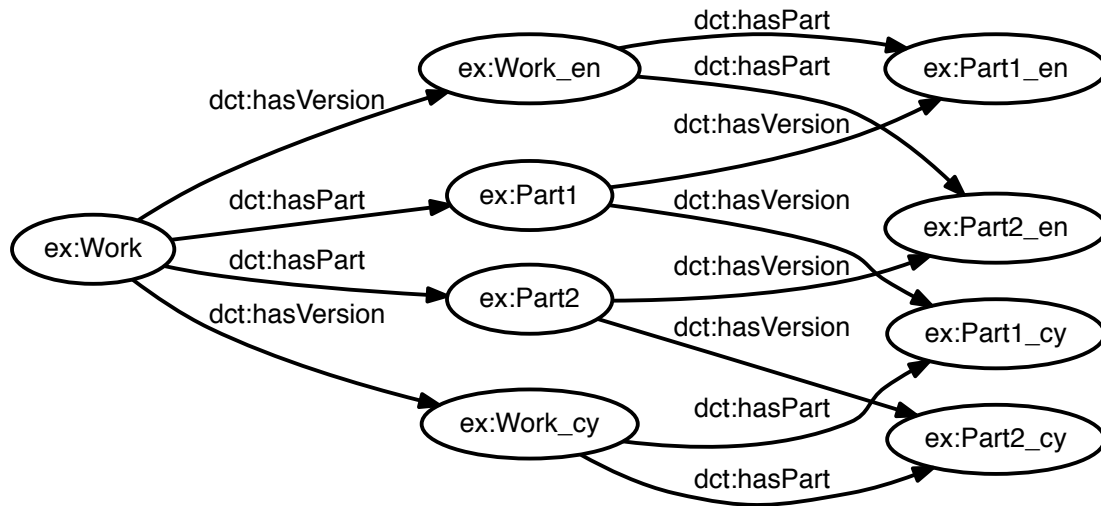 dct:hasPart
ex:Work_en
ex:Part1_en
dct:hasPart
dct:hasVersion
dct:hasVersion
dct:hasPart
ex:Part1
dct:hasVersion
ex:Part2_en
ex:Work
dct:hasPart
dct:hasVersion
ex:Part2
dct:hasVersion
dct:hasVersion
ex:Part1_cy
dct:hasPart
ex:Work_cy
ex:Part2_cy
dct:hasPart